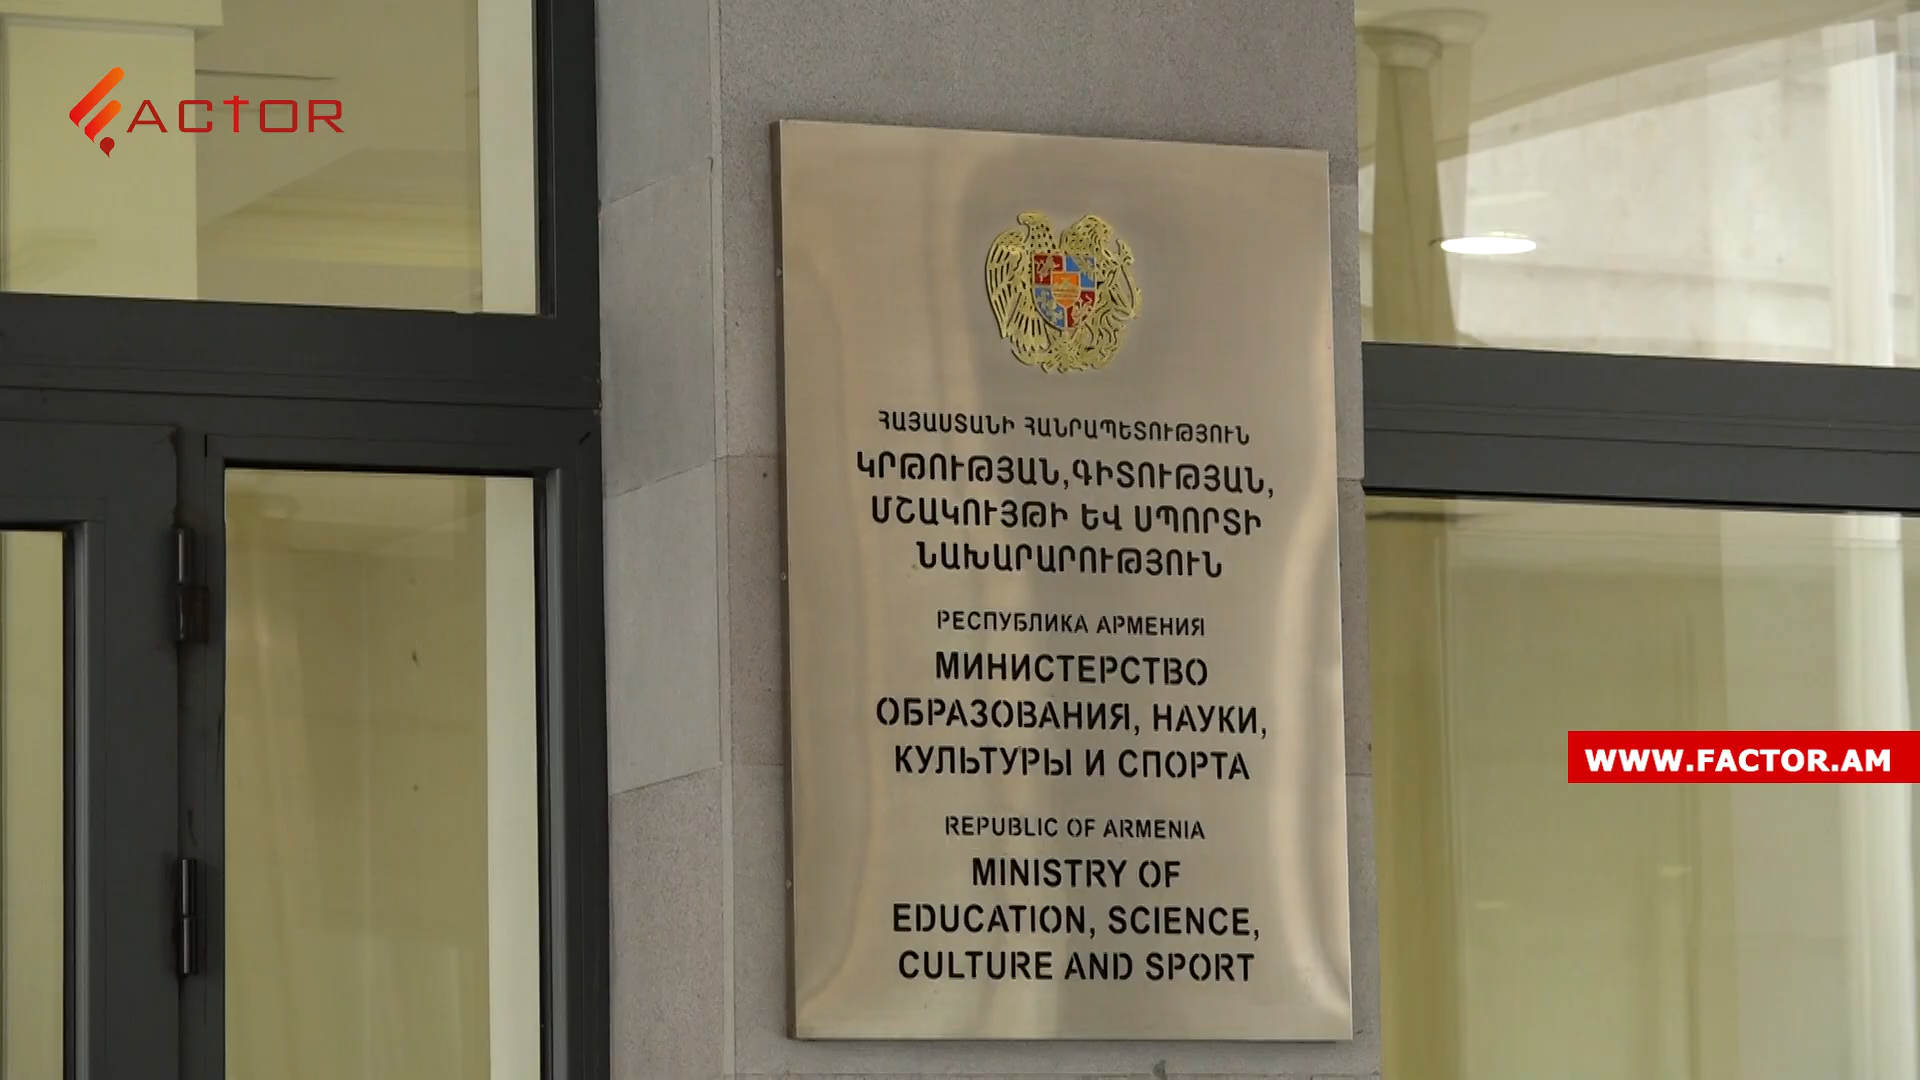 ACTOR
ՀԱՅԱՍՏԱՆԻ ՀԱՆՐԱՊԵՏՈՒԹՅՈՒՆ
ԿՐԹՈՒԹՅԱՆ,ԳԻՏՈՒԹՅԱՆ,
ՄՇԱԿՈՒՅԹԻ ԵՎ ՍՊՈՐՏԻ
ՆԱԽԱՐԱՐՈՒԹՅՈՒՆ
РЕСПУБЛИКА АРМЕНИЯ
МИНИСТЕРСТВО
ОБРАЗОВАНИЯ, НАУКИ,
КУЛЬТУРЫ И СПОРТА
WWW.FACTOR.AM
REPUBLIC OF ARMENIA
MINISTRY OF
EDUCATION, SCIENCE,
CULTURE AND SPORT